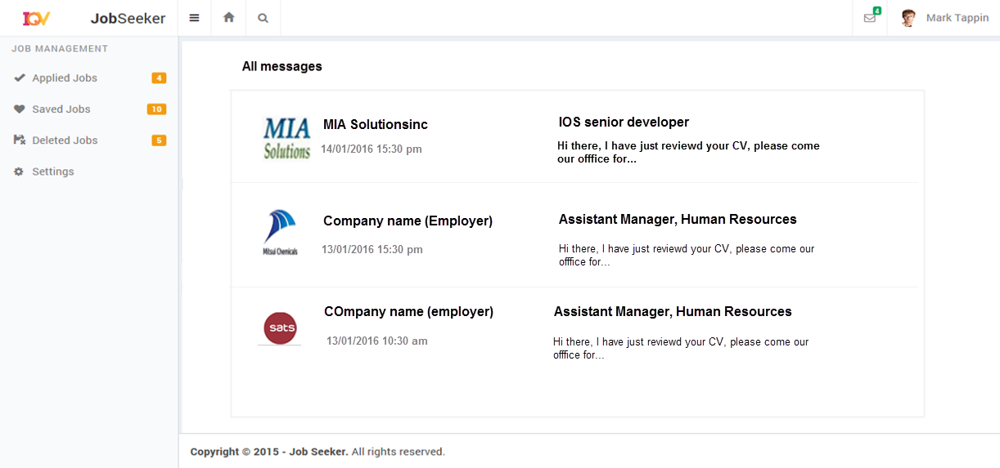 IQV JobSeeker 4 Mark Tappin
JOB MANAGEMENT
Applied Jobs 4
Saved Jobs 10
Deleted Jobs 5
Settings
All messages
MIA
Solutions
MIA Solutionsinc
14/01/2016 15:30 pm
IOS senior developer
Hi there, I have just reviewd your CV, please come
our offfice for...
Mitsui Chemicals
Company name (Employer)
13/01/2016 15:30 pm
Assistant Manager, Human Resources
Hi there, I have just reviewd your CV, please come our
offfice for...
sats
COmpany name (employer)
13/01/2016 10:30 am
Assistant Manager, Human Resources
Hi there, I have just reviewd your CV, please come our
offfice for...
Copyright © 2015 - Job Seeker. All rights reserved.